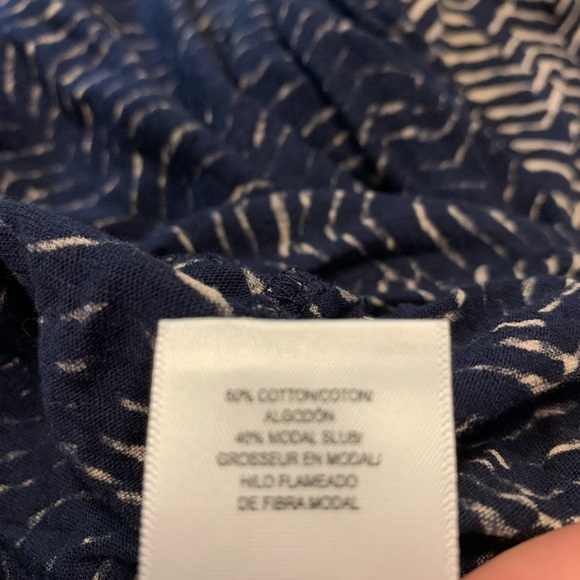 60% COTTON/COTON/
ALGODÓN
40% MODAL SLUB/
GROSSEUR EN MODAL/
HILO FLAMEADO
DE FIBRA MODAL